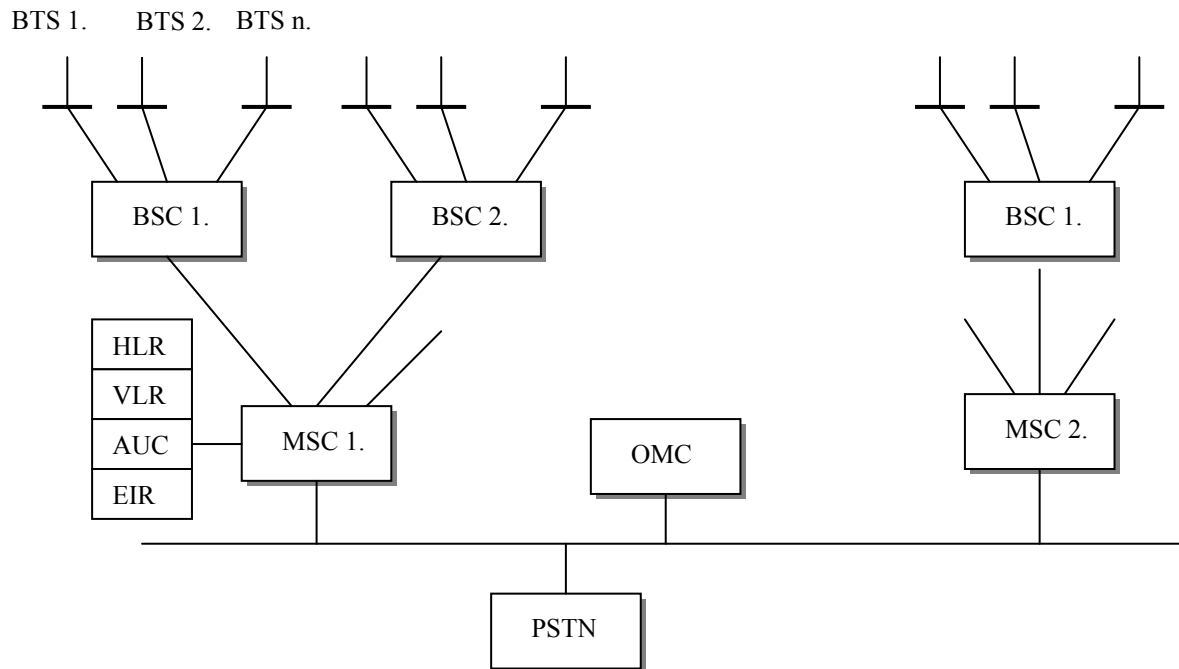 BTS 1. BTS 2. BTS n.
BSC 1. BSC 2. BSC 1.
HLR
VLR
AUC
EIR
MSC 1.
OMC
MSC 2.
PSTN